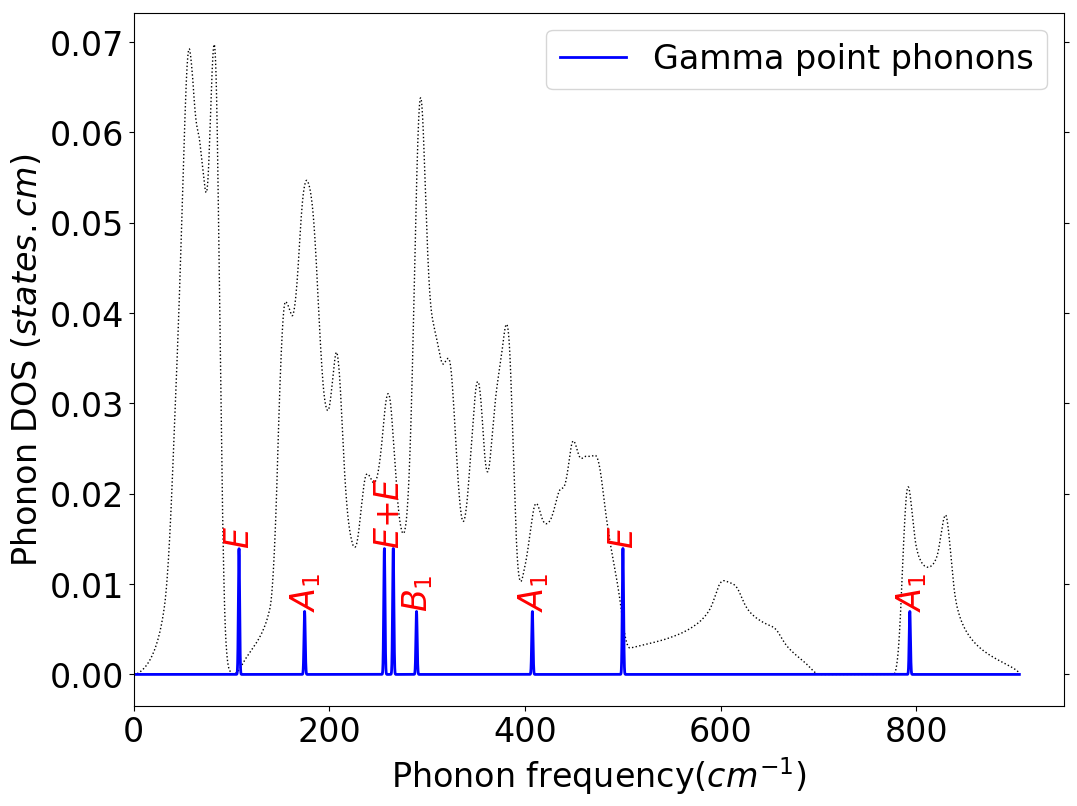 Gamma point phonons
Phonon DOS (states.cm)
0.07
0.06
0.05
0.04
0.03
0.02
0.01
0.00
E
A₁
E+E
B₁
A₁
E
A₁
0 200 400 600 800
Phonon frequency(cm⁻¹)